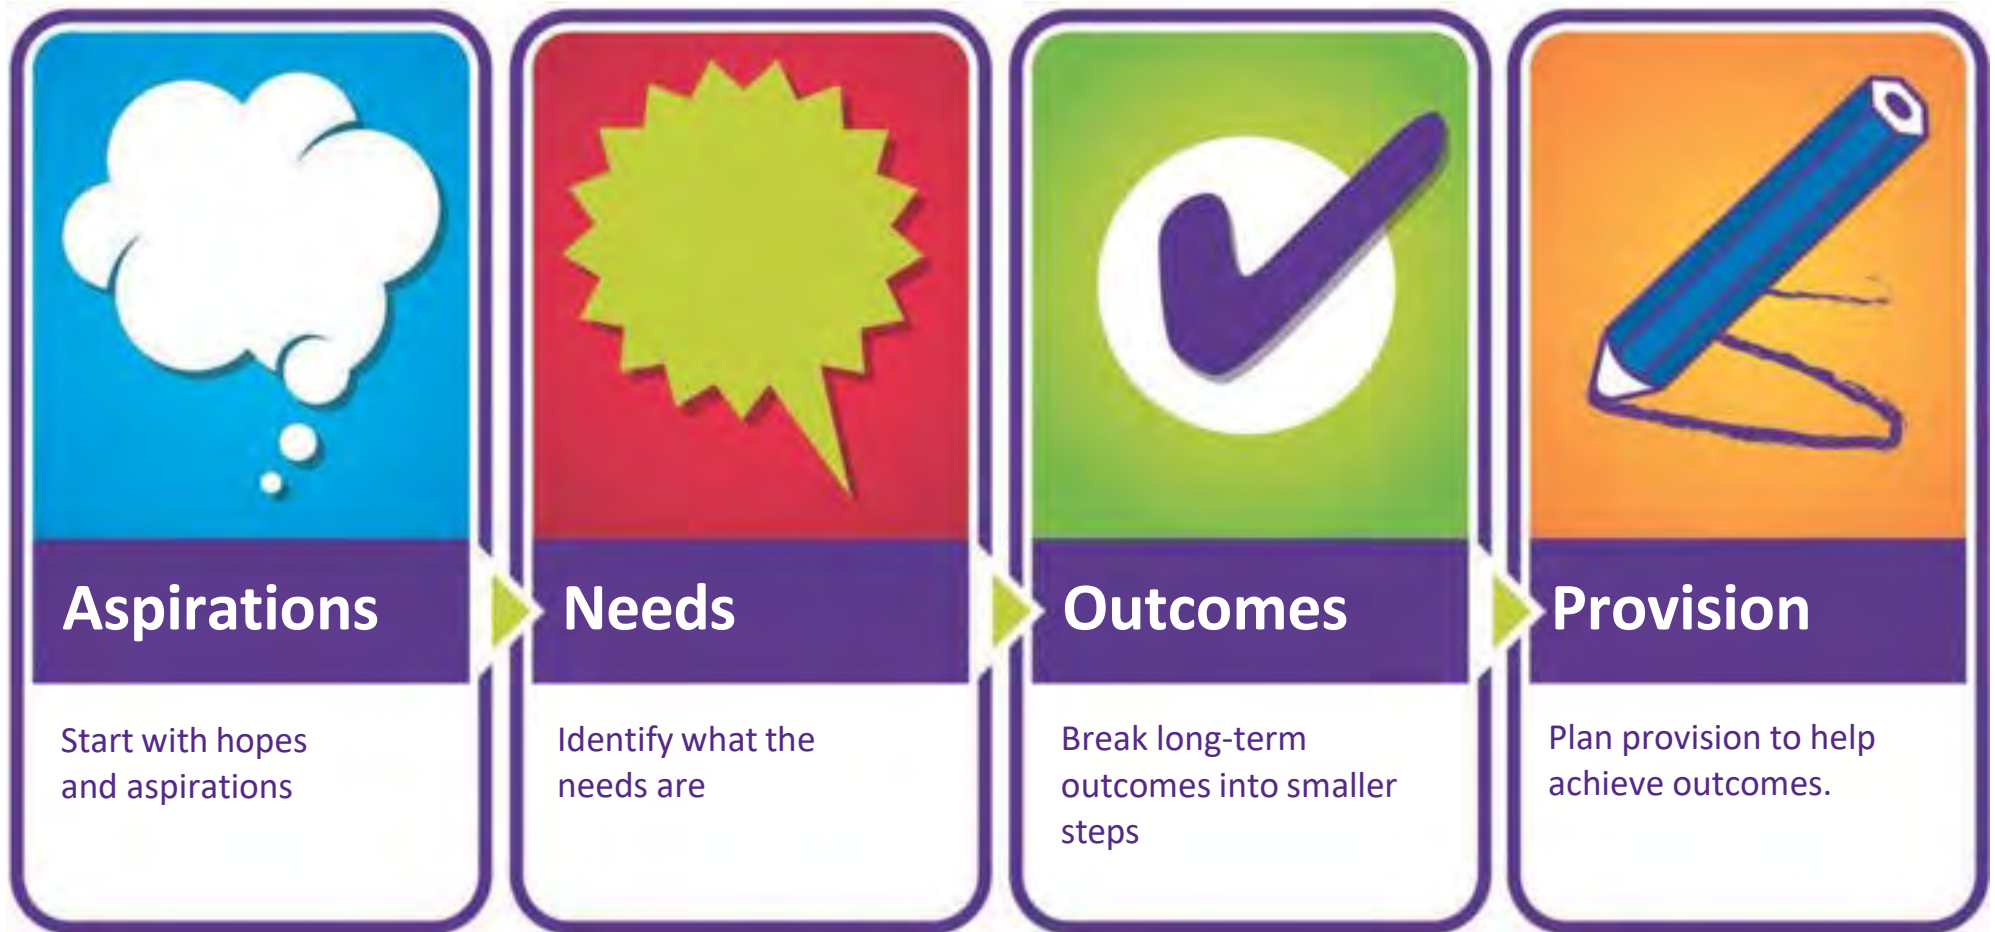 Aspirations
Start with hopes
and aspirations
Needs
Identify what the
needs are
Outcomes
Break long-term
outcomes into smaller
steps
Provision
Plan provision to help
achieve outcomes.